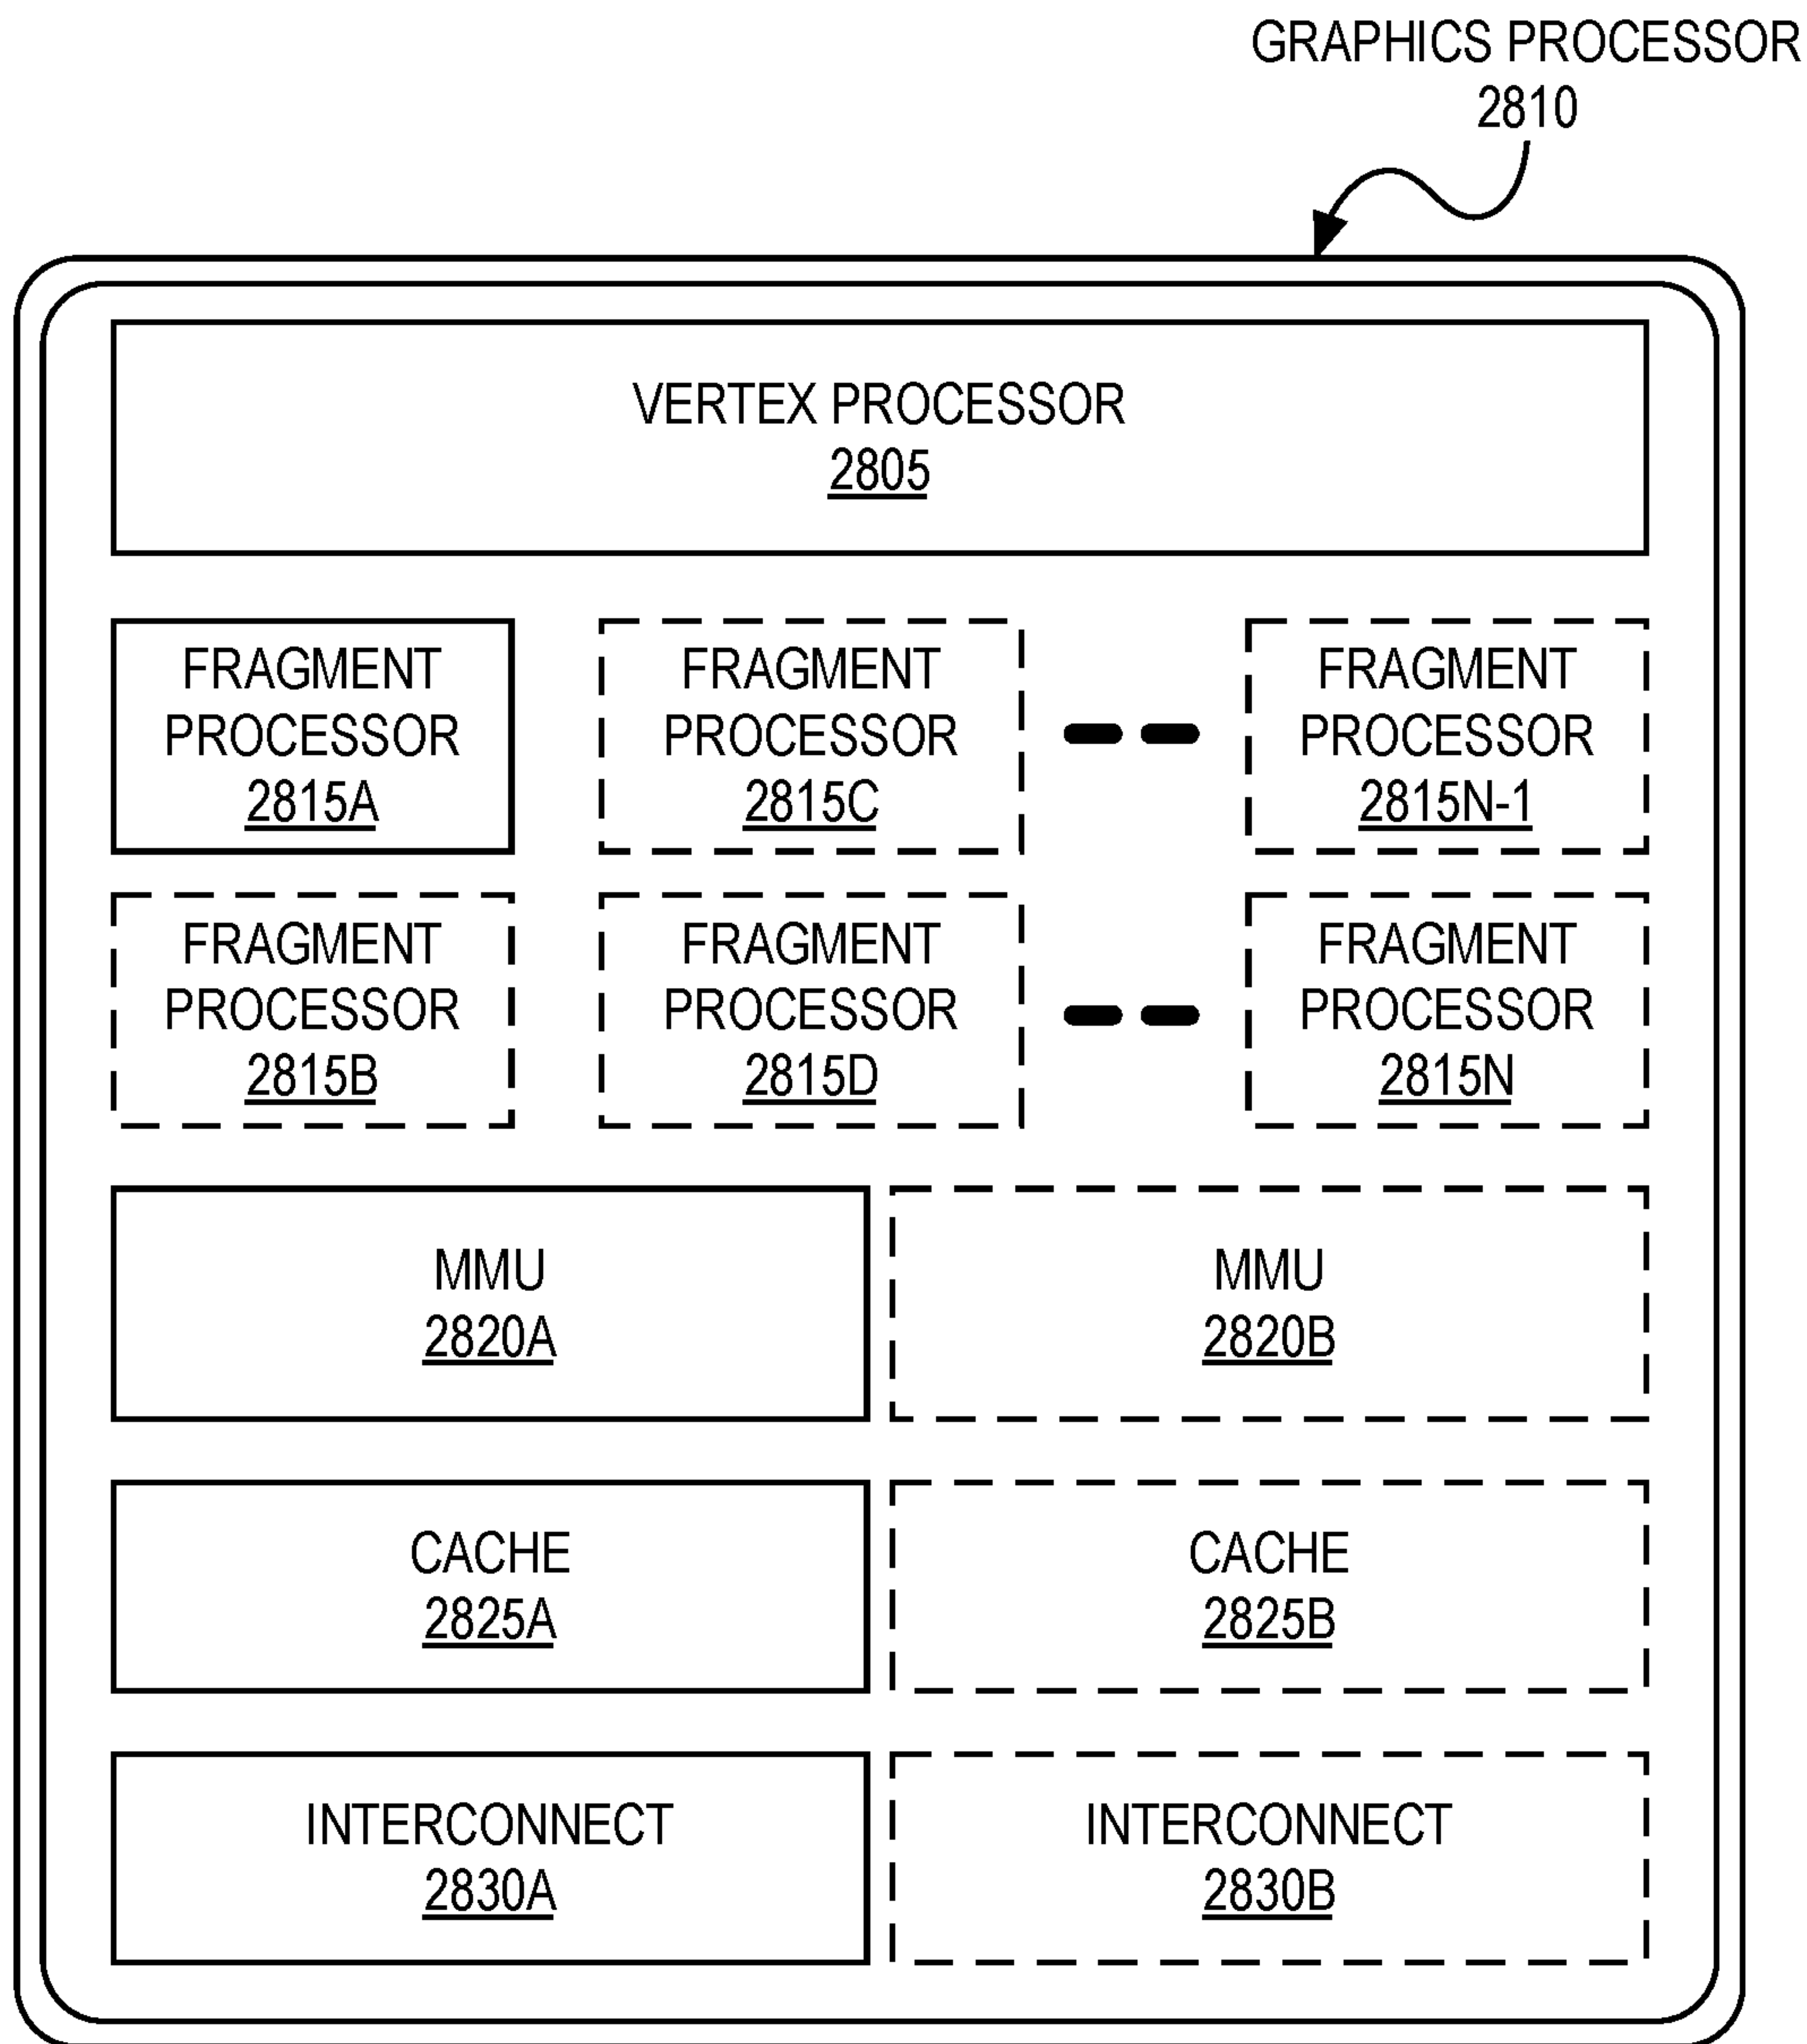 GRAPHICS PROCESSOR
2810
VERTEX PROCESSOR
2805
FRAGMENT
PROCESSOR
2815A
FRAGMENT
PROCESSOR
2815C
FRAGMENT
PROCESSOR
2815N-1
FRAGMENT
PROCESSOR
2815B
FRAGMENT
PROCESSOR
2815D
FRAGMENT
PROCESSOR
2815N
MMU
2820A
MMU
2820B
CACHE
2825A
CACHE
2825B
INTERCONNECT
2830A
INTERCONNECT
2830B